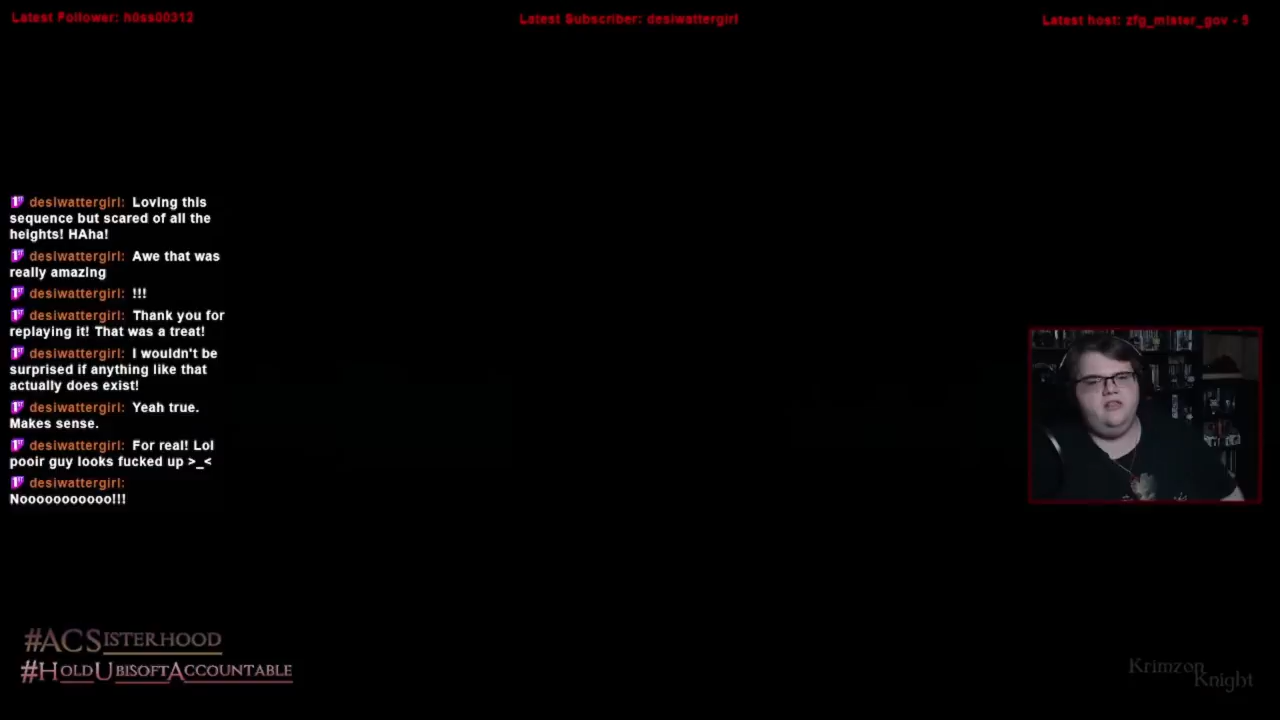 Latest Follower: h0ss00312
Latest Subscriber: desiwattergirl
Latest host: zfg_mister_gov - 5
desiwattergirl: Loving this
sequence but scared of all the
heights! HAha!
desiwattergirl: Awe that was
really amazing
desiwattergirl: !!!
desiwattergirl: Thank you for
replaying it! That was a treat!
desiwattergirl: I wouldn't be
surprised if anything like that
actually does exist!
desiwattergirl: Yeah true.
Makes sense.
desiwattergirl: For real! Lol
pooir guy looks fucked up >_<
desiwattergirl:
Nooooooooooo!!!
#ACSISTERHOOD
#HOLDUBISOFTACCOUNTABLE
Krimzon
Knight